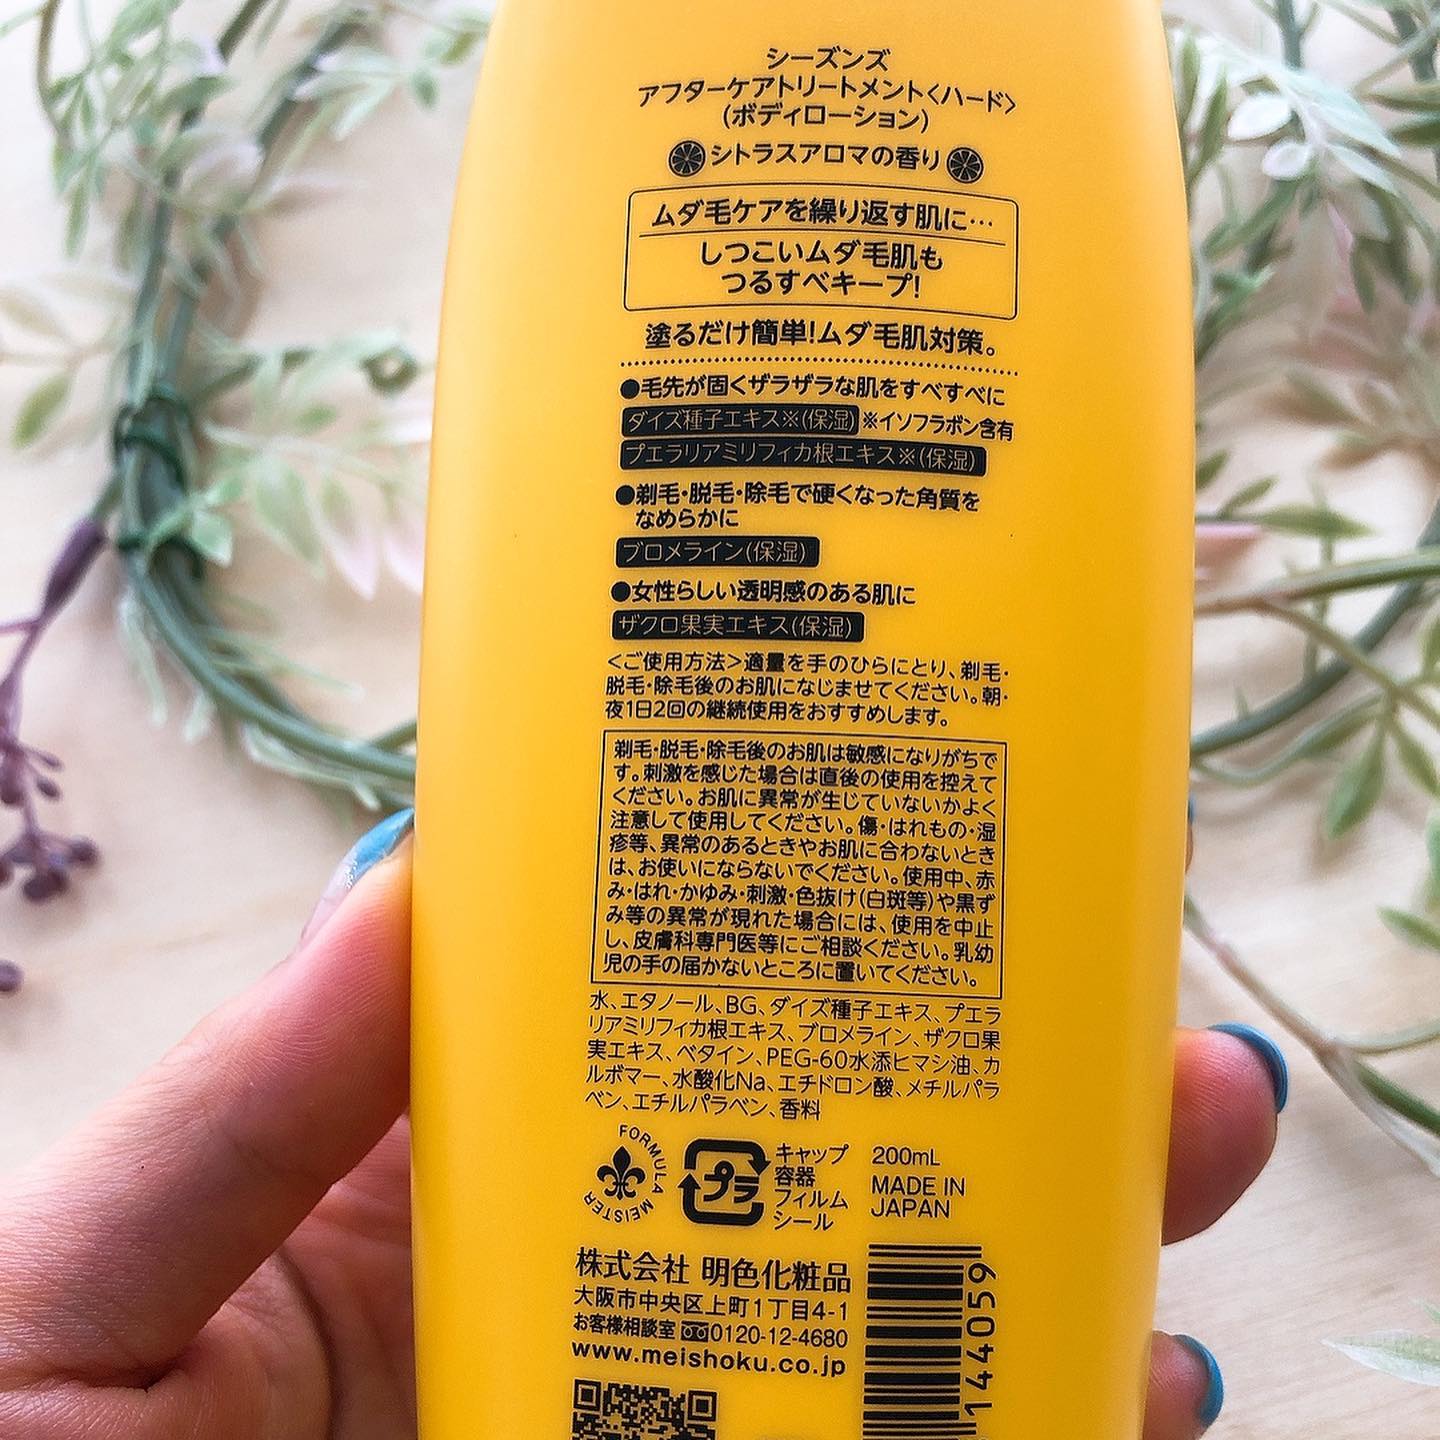 シーズンズ
アフターケアトリートメント〈ハード〉
(ボディローション)
シトラスアロマの香り
ムダ毛ケアを繰り返す肌に…
しつこいムダ毛肌も
つるすべキープ!
塗るだけ簡単!ムダ毛肌対策。
●毛先が固くザラザラな肌をすべすべに
ダイズ種子エキス※(保湿) ※イソフラボン含有
プエラリアミリフィカ根エキス※(保湿)
●剃毛・脱毛・除毛で硬くなった角質を
なめらかに
ブロメライン(保湿)
●女性らしい透明感のある肌に
ザクロ果実エキス(保湿)
<ご使用方法>適量を手のひらにとり、剃毛・
脱毛・除毛後のお肌になじませてください。朝・
夜1日2回の継続使用をおすすめします。
剃毛・脱毛・除毛後のお肌は敏感になりがちで
す。刺激を感じた場合は直後の使用を控えて
ください。お肌に異常が生じていないかよく
注意して使用してください。傷・はれもの・湿
疹等、異常のあるときやお肌に合わないとき
は、お使いにならないでください。使用中、赤
み・はれ・かゆみ・刺激・色抜け(白斑等)や黒ず
み等の異常が現れた場合には、使用を中止
し、皮膚科専門医等にご相談ください。乳幼
児の手の届かないところに置いてください。
水、エタノール、BG、ダイズ種子エキス、プエラ
リアミリフィカ根エキス、ブロメライン、ザクロ果
実エキス、ベタイン、PEG-60水添ヒマシ油、カ
ルボマー、水酸化Na、エチドロン酸、メチルパラ
ベン、エチルパラベン、香料
FORMULA MEISTER
プラ
キャップ
容器
フィルム
シール
200mL
MADE IN
JAPAN
株式会社 明色化粧品
大阪市中央区上町1丁目4-1
お客様相談室 0120-12-4680
www.meishoku.co.jp
144059